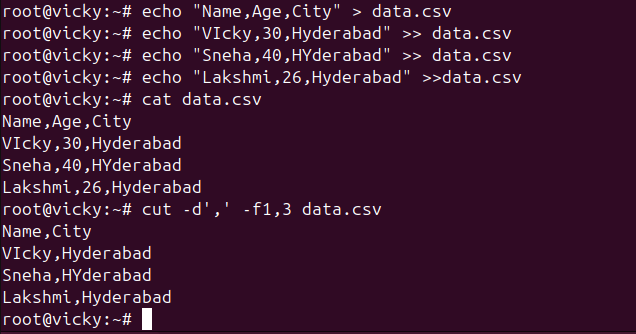 root@vicky:~# echo "Name,Age,City" > data.csv
root@vicky:~# echo "VIcky,30,Hyderabad" >> data.csv
root@vicky:~# echo "Sneha,40,HYderabad" >> data.csv
root@vicky:~# echo "Lakshmi,26,Hyderabad" >>data.csv
root@vicky:~# cat data.csv
Name,Age,City
VIcky,30,Hyderabad
Sneha,40,HYderabad
Lakshmi,26,Hyderabad
root@vicky:~# cut -d',' -f1,3 data.csv
Name,City
VIcky,Hyderabad
Sneha,HYderabad
Lakshmi,Hyderabad
root@vicky:~#